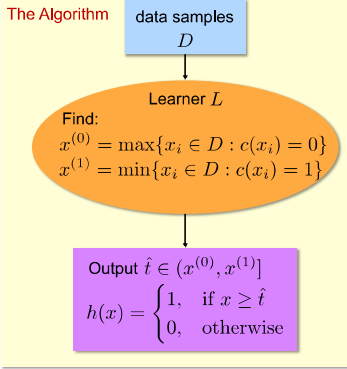 The Algorithm
data samples
D
Learner L
Find:
x^{(0)} = max{x_i ∈ D : c(x_i) = 0}
x^{(1)} = min{x_i ∈ D : c(x_i) = 1}
Output t̂ ∈ (x^{(0)}, x^{(1)}]
h(x) = { 1, if x ≥ t̂
0, otherwise